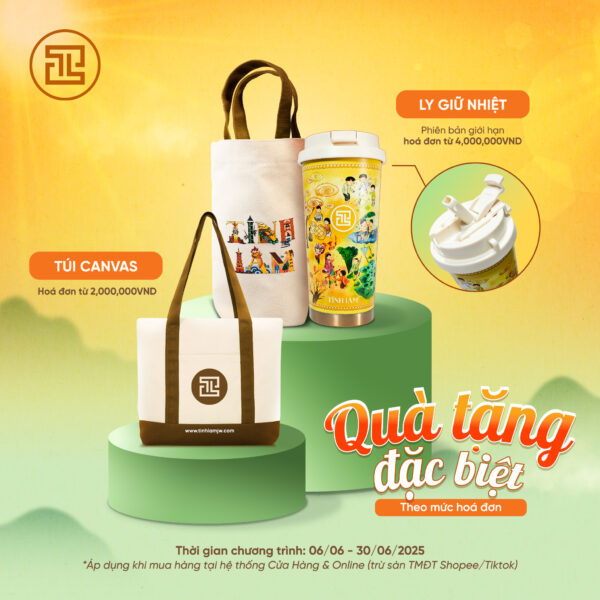 LY GIỮ NHIỆT
Phiên bản giới hạn
hoá đơn từ 4,000,000VND
TINH
LAM
TINH LAM
TÚI CANVAS
Hoá đơn từ 2,000,000VND
www.tinhlamjw.com
Quà tặng
đặc biệt
Theo mức hoá đơn
Thời gian chương trình: 06/06 - 30/06/2025
*Áp dụng khi mua hàng tại hệ thống Cửa Hàng & Online (trừ sàn TMĐT Shopee/Tiktok)